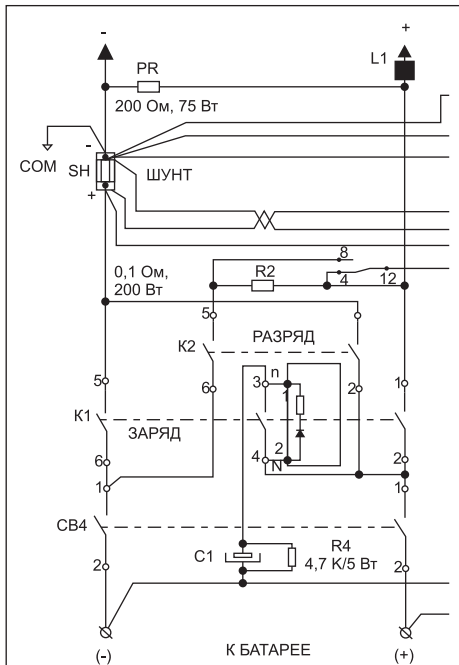 - +
PR L1
200 Ом, 75 Вт
-
COM SH ШУНТ
+
8
0,1 Ом, R2
200 Вт 4 12
5 РАЗРЯД
K2 n
5 6 3 1 2 1
K1 ЗАРЯД
6 4 2 N 2
1 1
CB4
C1 R4
2 4,7 K/5 Вт 2
(-) К БАТАРЕЕ (+)